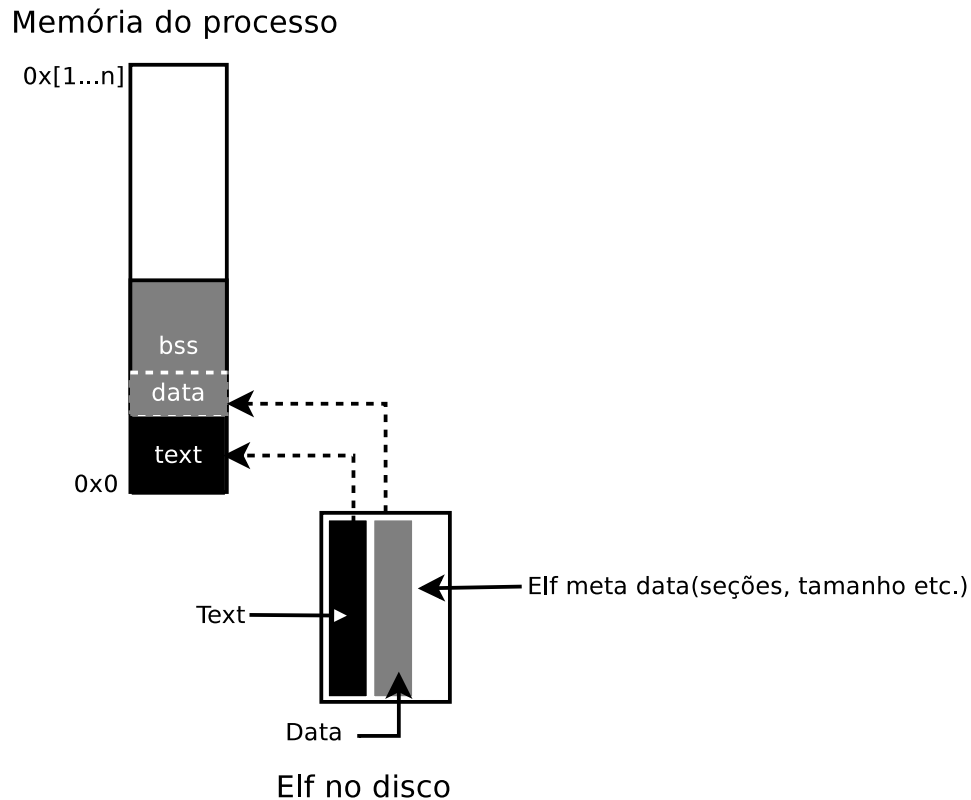 Memória do processo
0x[1...n]
bss
data
text
0x0
Elf meta data(seções, tamanho etc.)
Text
Data
Elf no disco